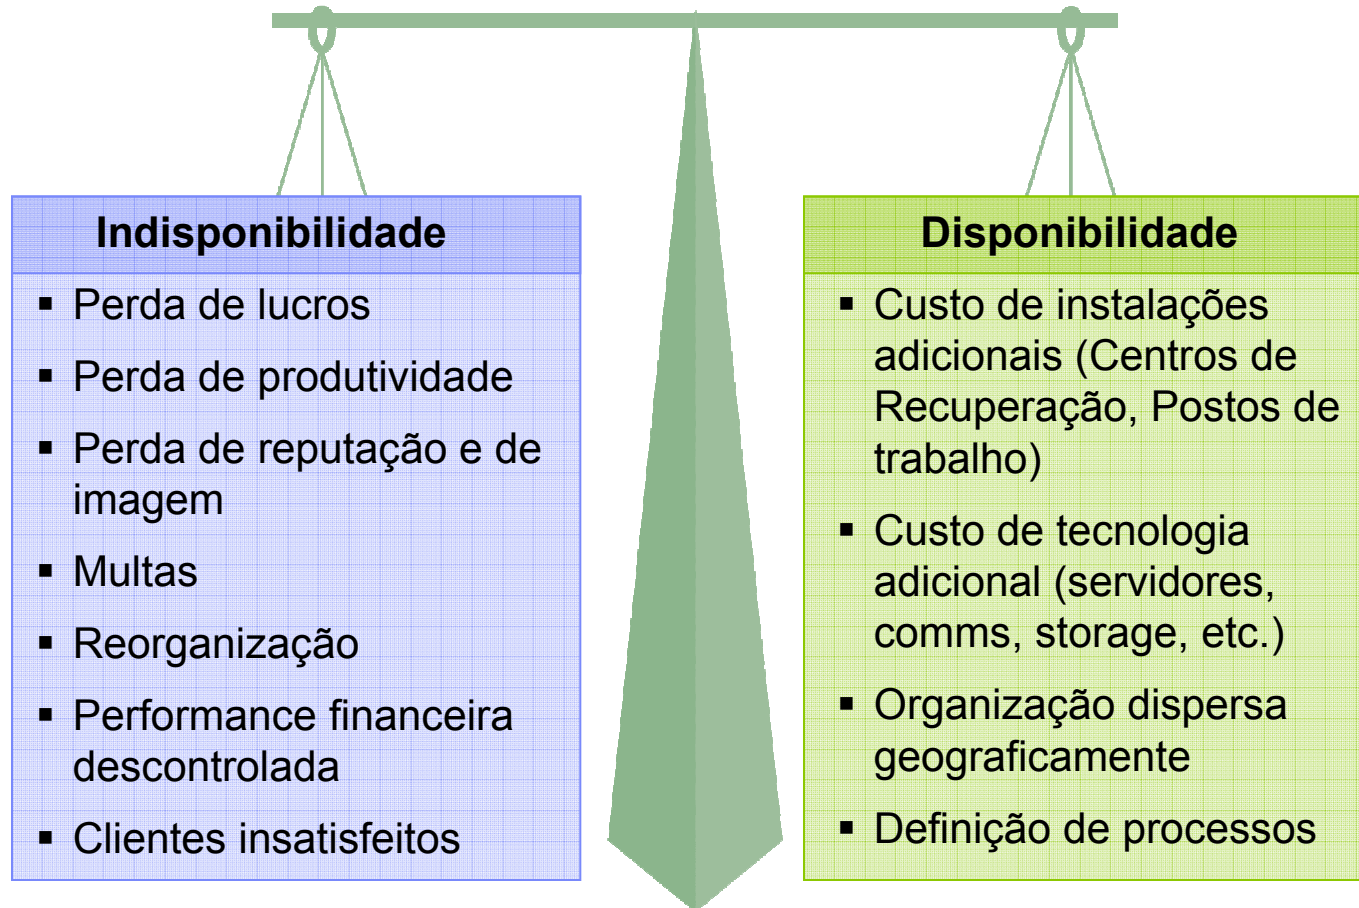 Indisponibilidade
▪ Perda de lucros
▪ Perda de produtividade
▪ Perda de reputação e de
imagem
▪ Multas
▪ Reorganização
▪ Performance financeira
descontrolada
▪ Clientes insatisfeitos
Disponibilidade
▪ Custo de instalações
adicionais (Centros de
Recuperação, Postos de
trabalho)
▪ Custo de tecnologia
adicional (servidores,
comms, storage, etc.)
▪ Organização dispersa
geograficamente
▪ Definição de processos